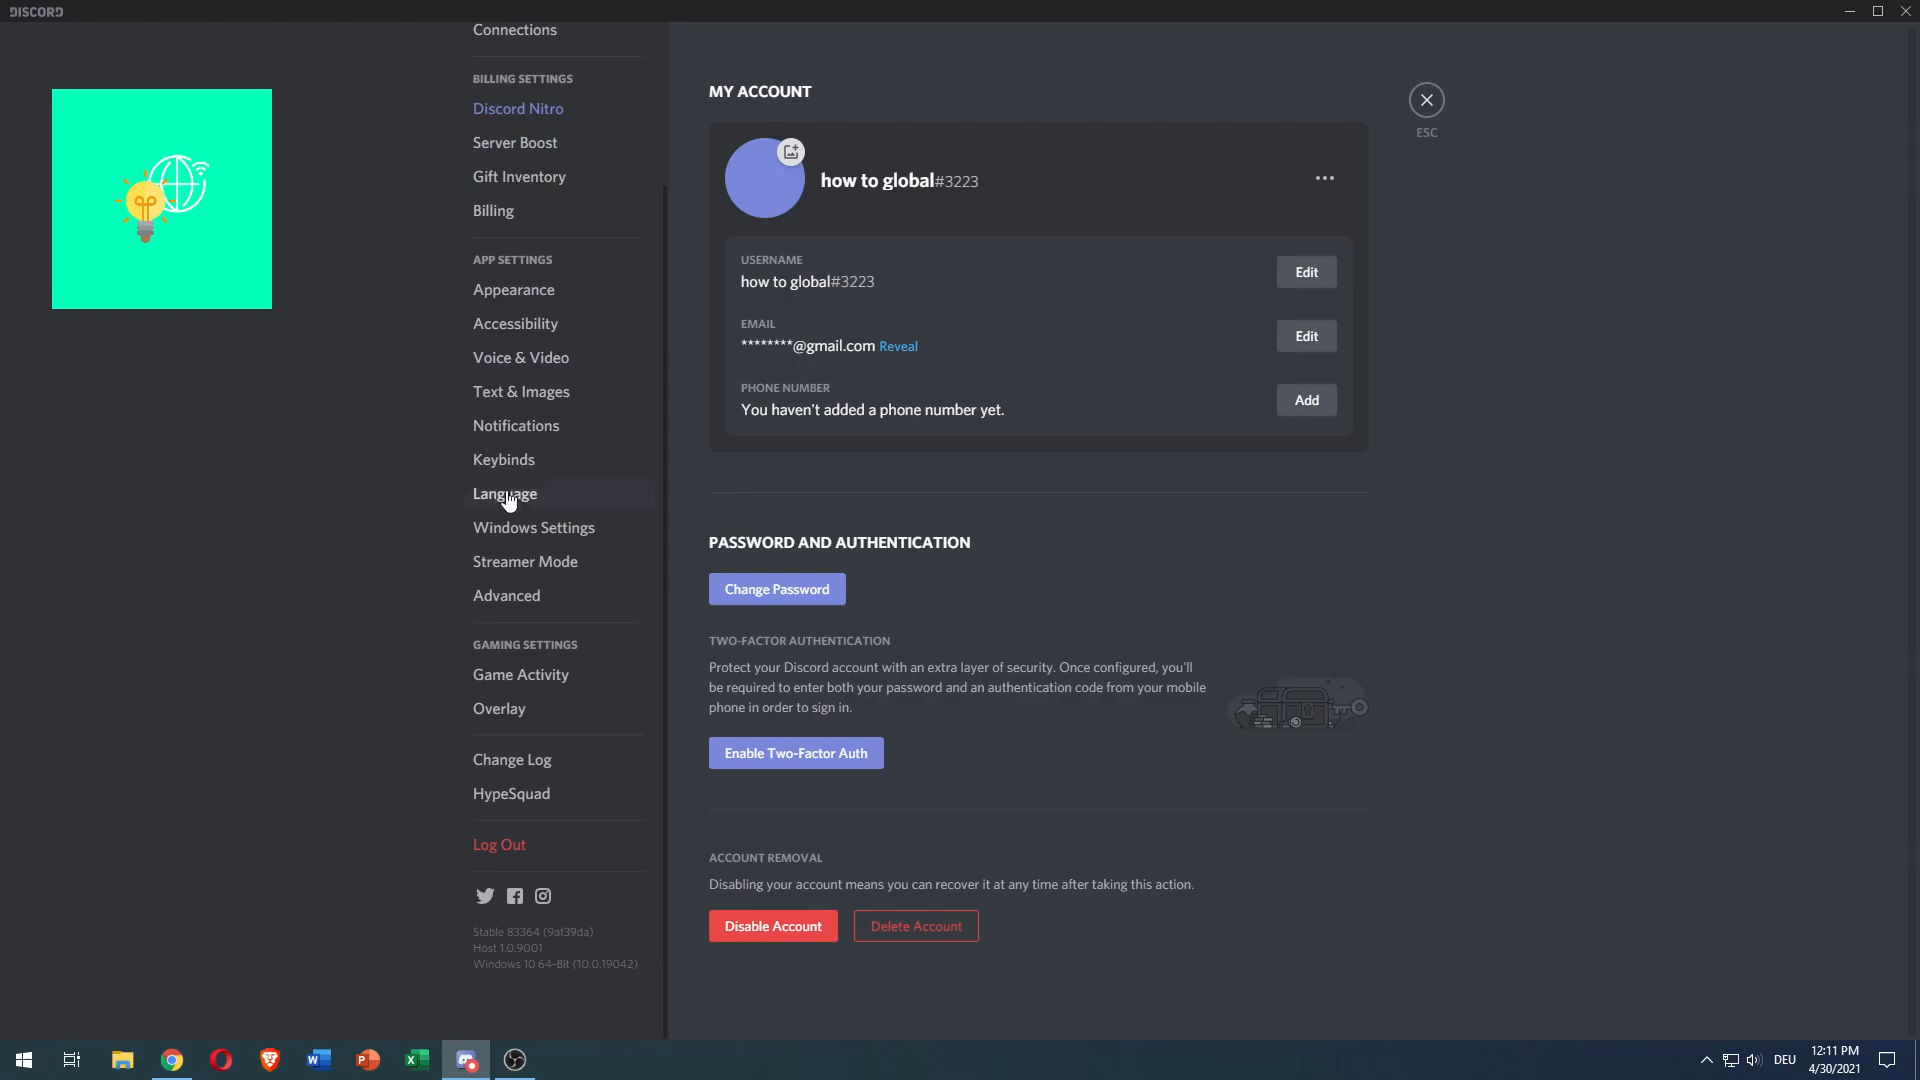 DISCORD
Connections
BILLING SETTINGS
Discord Nitro
Server Boost
Gift Inventory
Billing
APP SETTINGS
Appearance
Accessibility
Voice & Video
Text & Images
Notifications
Keybinds
Language
Windows Settings
Streamer Mode
Advanced
GAMING SETTINGS
Game Activity
Overlay
Change Log
HypeSquad
Log Out
Stable 83364 (9af39da)
Host 1.0.9001
Windows 10 64-Bit (10.0.19042)
MY ACCOUNT
ESC
how to global#3223
USERNAME
how to global#3223
Edit
EMAIL
********@gmail.com Reveal
Edit
PHONE NUMBER
You haven't added a phone number yet.
Add
PASSWORD AND AUTHENTICATION
Change Password
TWO-FACTOR AUTHENTICATION
Protect your Discord account with an extra layer of security. Once configured, you'll
be required to enter both your password and an authentication code from your mobile
phone in order to sign in.
Enable Two-Factor Auth
ACCOUNT REMOVAL
Disabling your account means you can recover it at any time after taking this action.
Disable Account
Delete Account
DEU
12:11 PM
4/30/2021